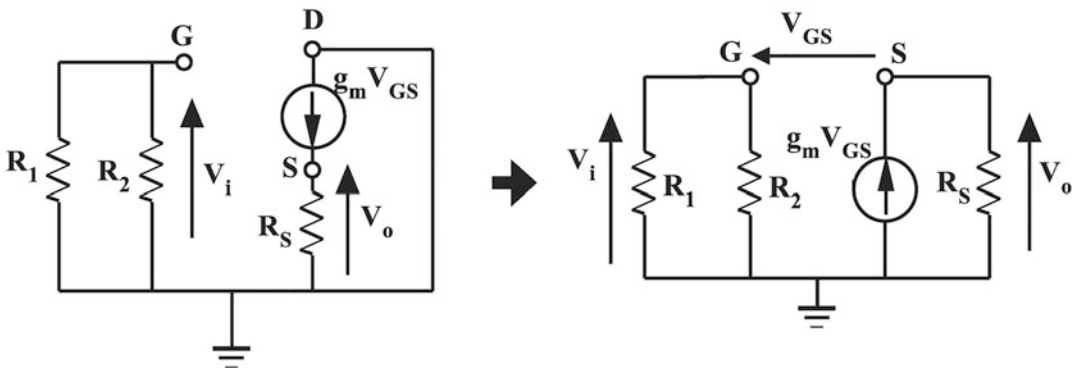 G
D
g_m V_GS
R_1
R_2
V_i
S
R_S
V_o
V_GS
G
S
V_i
R_1
R_2
g_m V_GS
R_S
V_o